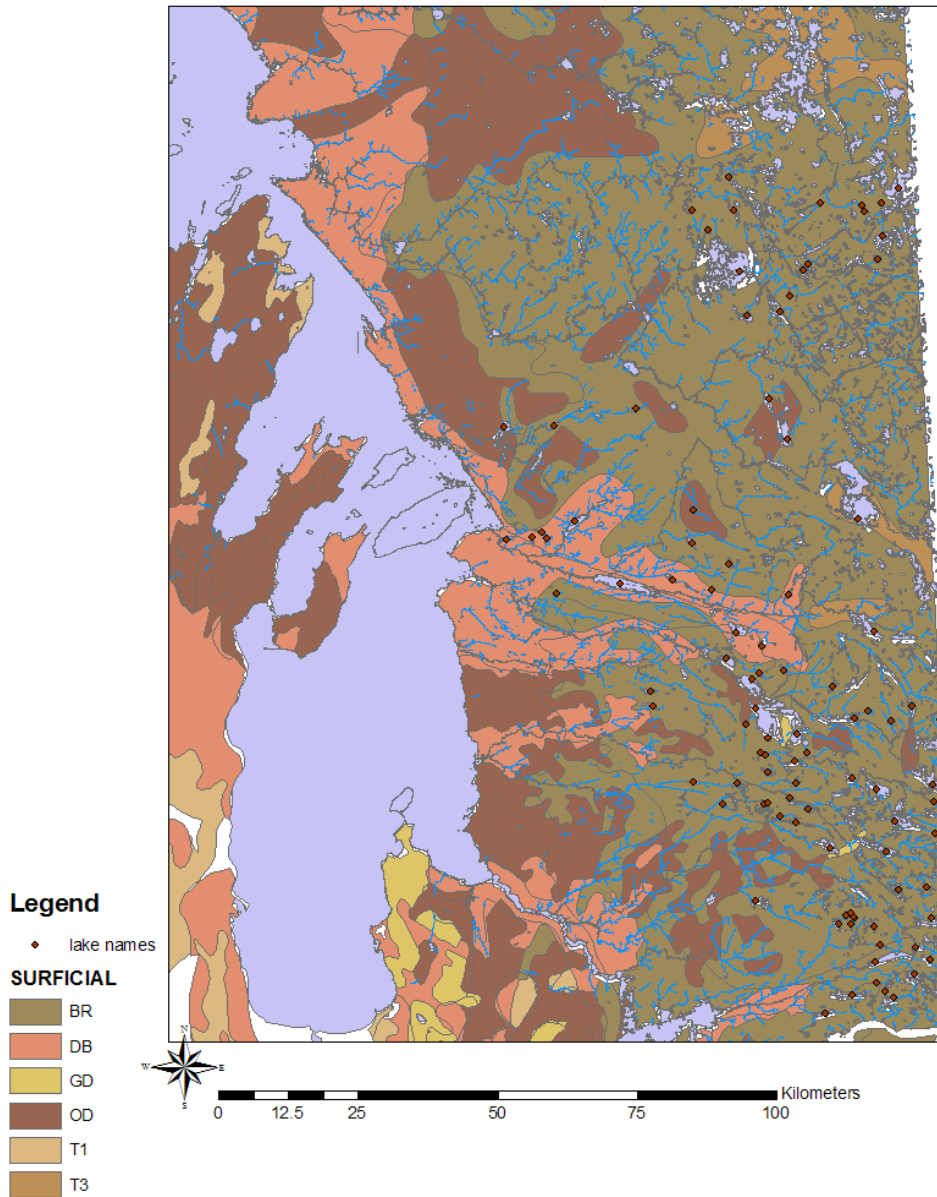 Legend
lake names
SURFICIAL
BR
DB
GD
OD
T1
T3
N
W E
S
Kilometers
0 12.5 25 50 75 100